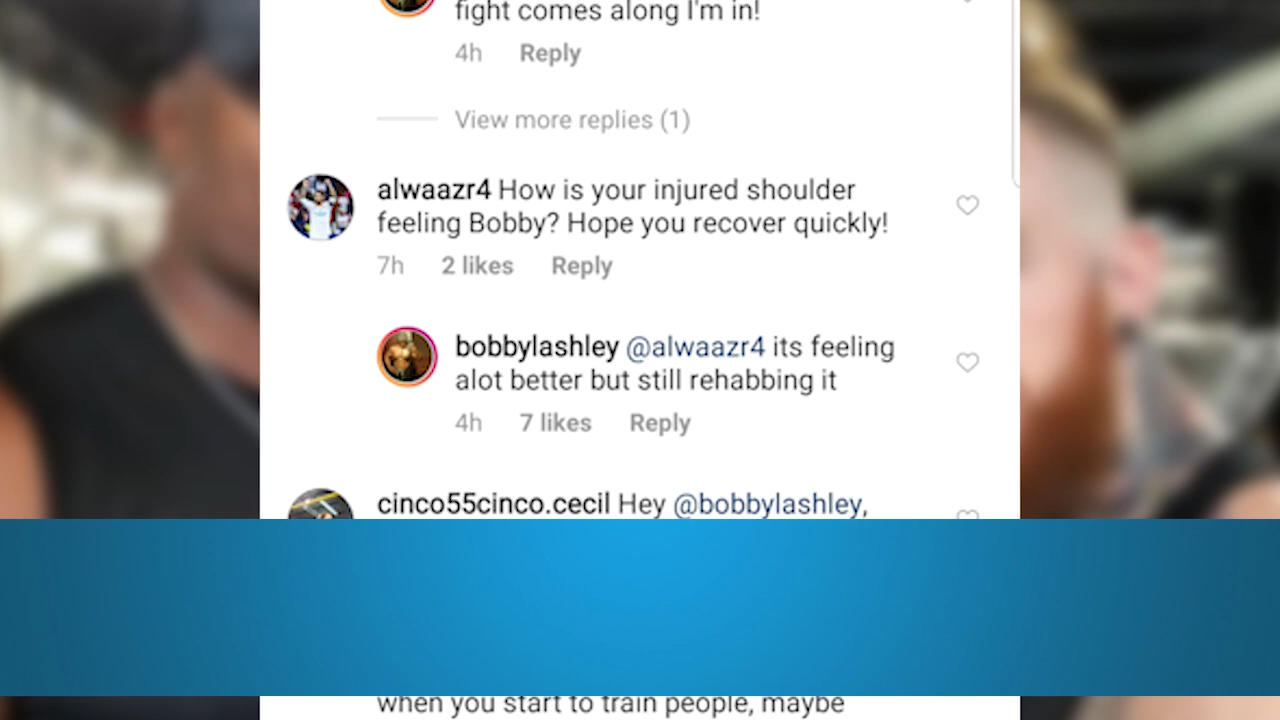 fight comes along I'm in!
4h Reply
View more replies (1)
alwaazr4 How is your injured shoulder
feeling Bobby? Hope you recover quickly!
7h 2 likes Reply
bobbylashley @alwaazr4 its feeling
alot better but still rehabbing it
4h 7 likes Reply
cinco55cinco.cecil Hey @bobbylashley,
when you start to train people, maybe